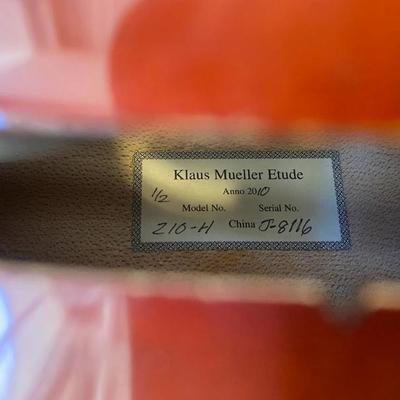 Klaus Mueller Etude
1/2 Anno 2010
Model No. Serial No.
210-H China J-8116